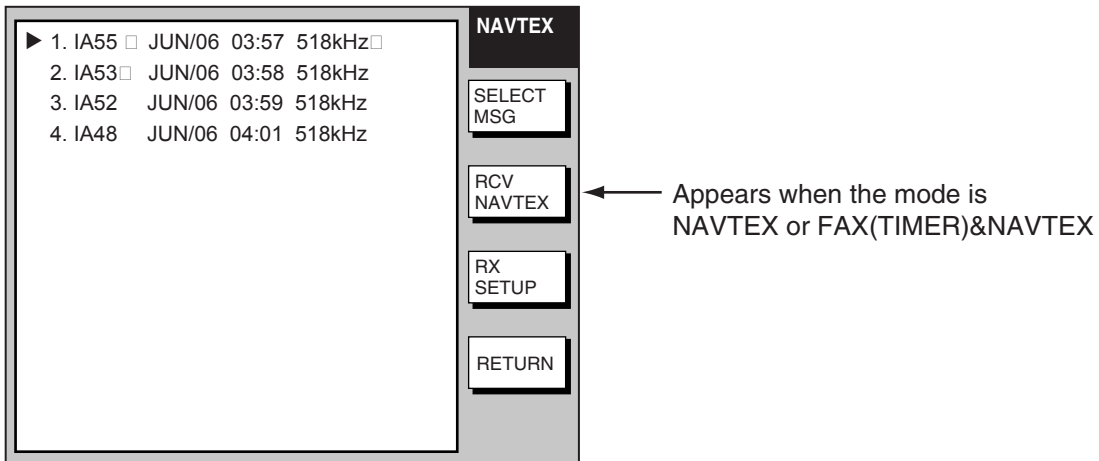 ▶ 1. IA55 □ JUN/06 03:57 518kHz□
2. IA53□ JUN/06 03:58 518kHz
3. IA52 JUN/06 03:59 518kHz
4. IA48 JUN/06 04:01 518kHz
NAVTEX
SELECT
MSG
RCV
NAVTEX
RX
SETUP
RETURN
Appears when the mode is
NAVTEX or FAX(TIMER)&NAVTEX